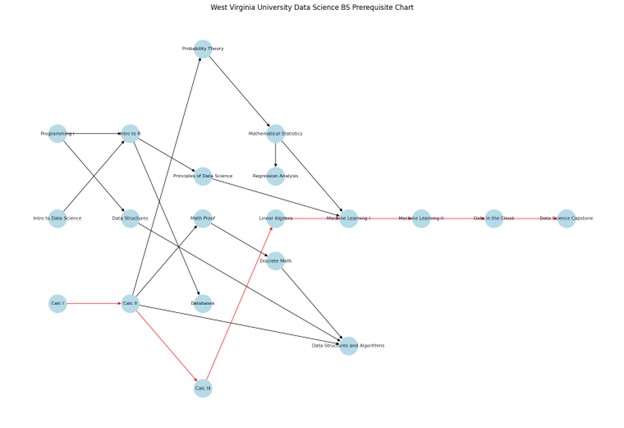 West Virginia University Data Science BS Prerequisite Chart
Probability Theory
Programming I
Intro to R
Mathematical Statistics
Principles of Data Science
Regression Analysis
Intro to Data Science
Data Structures
Math Proof
Linear Algebra
Machine Learning I
Machine Learning II
Data in the Cloud
Data Science Capstone
Discrete Math
Calc I
Calc II
Databases
Data Structures and Algorithms
Calc III